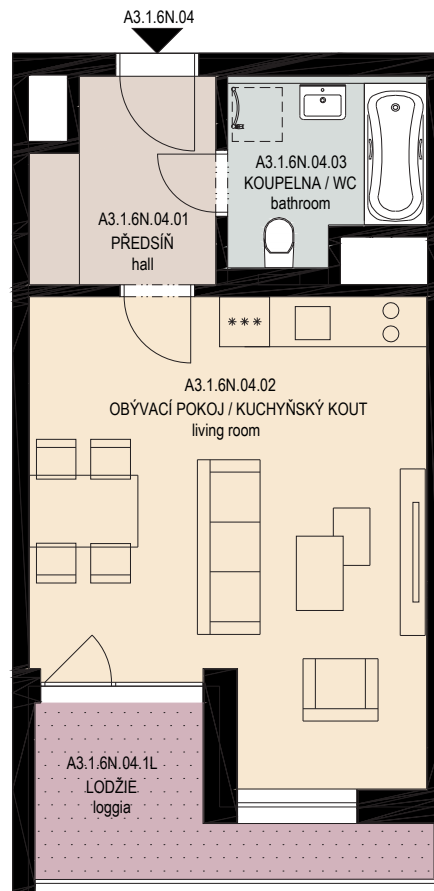 A3.1.6N.04
A3.1.6N.04.03
KOUPELNA / WC
bathroom
A3.1.6N.04.01
PŘEDSÍŇ
hall
***
A3.1.6N.04.02
OBÝVACÍ POKOJ / KUCHYŇSKÝ KOUT
living room
A3.1.6N.04.1L
LODŽIE
loggia